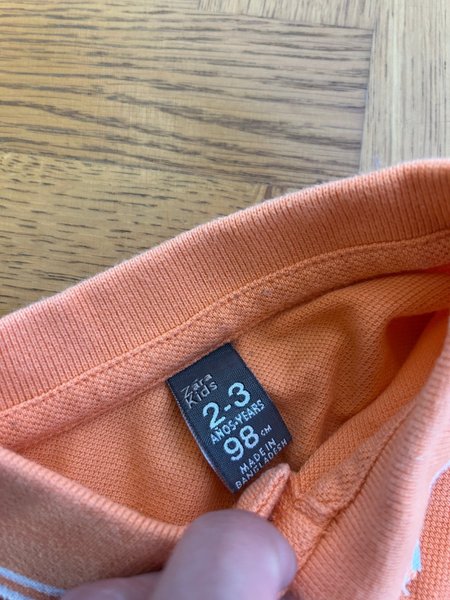 Zara
Kids
2-3
AÑOS-YEARS
98 CM
MADE IN
BANGLADESH